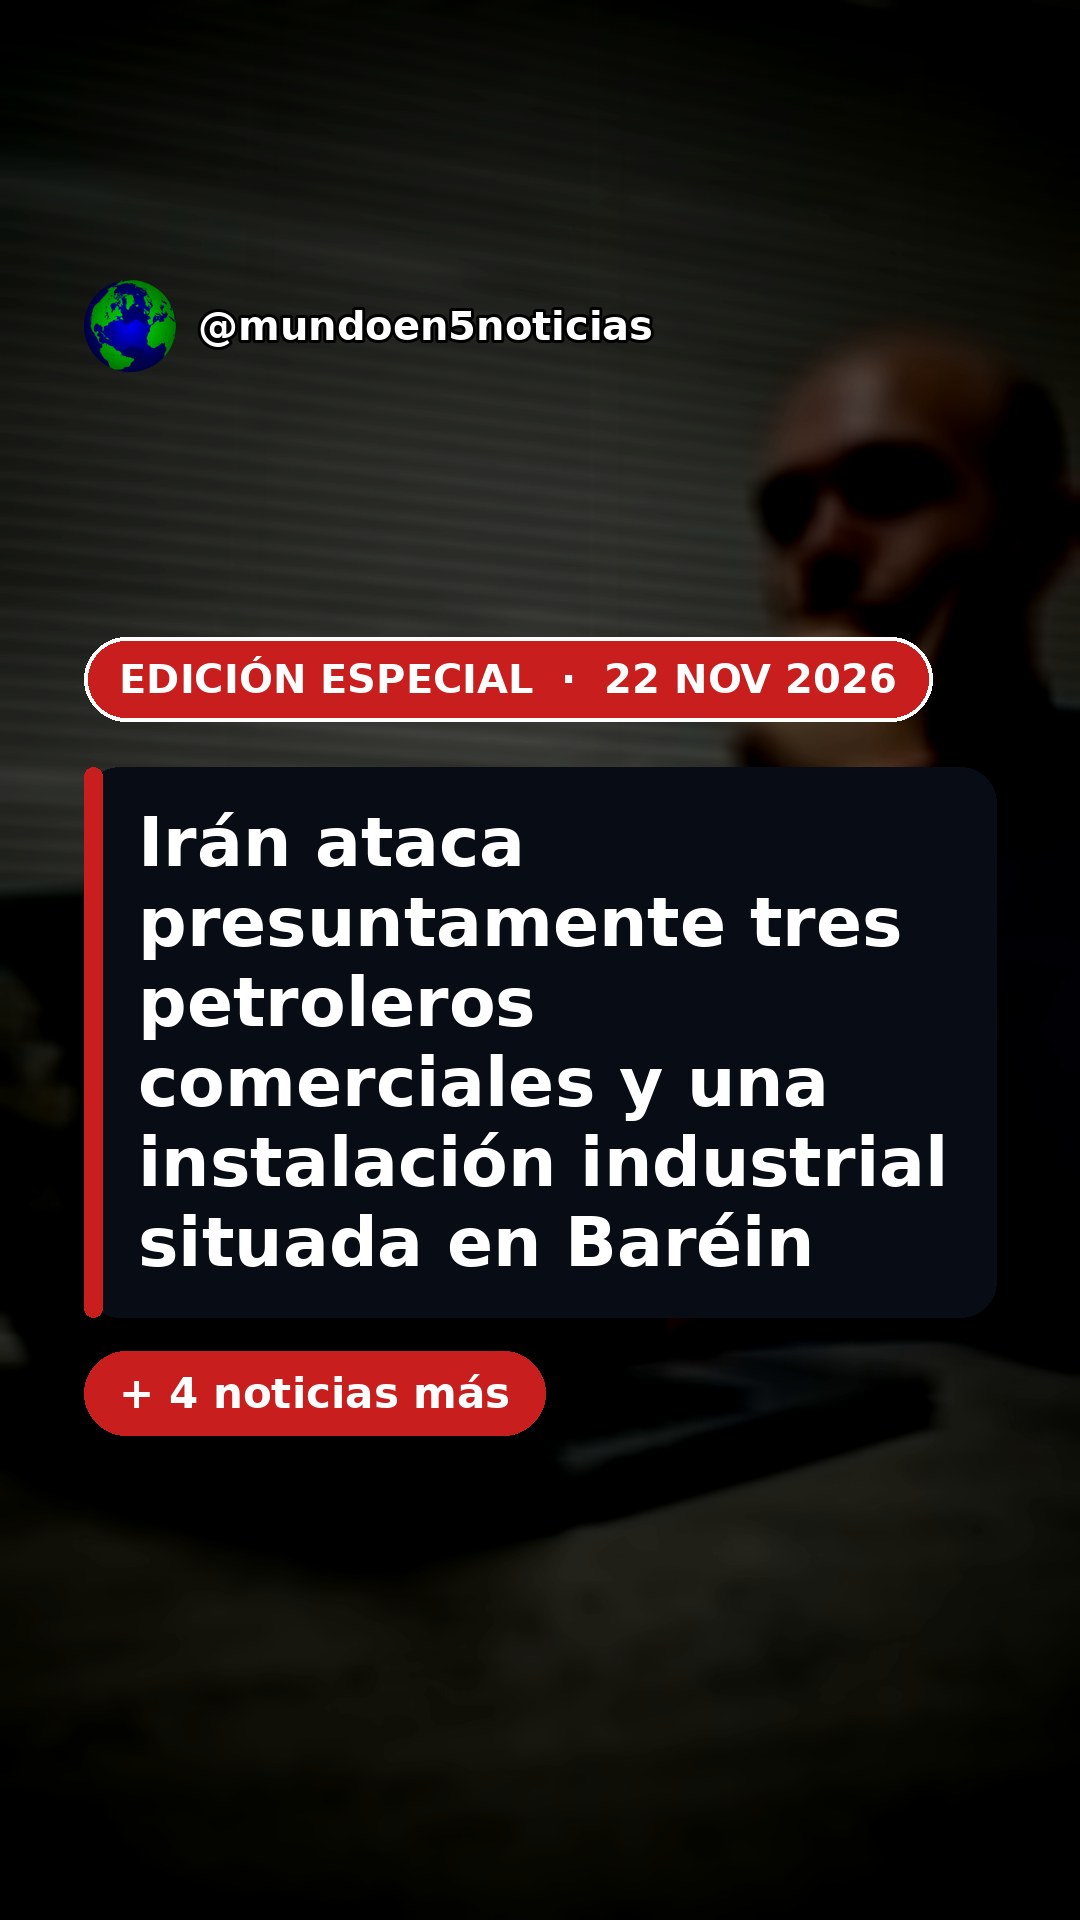 @mundoen5noticias
EDICIÓN ESPECIAL · 22 NOV 2026
Irán ataca
presuntamente tres
petroleros
comerciales y una
instalación industrial
situada en Baréin
+ 4 noticias más